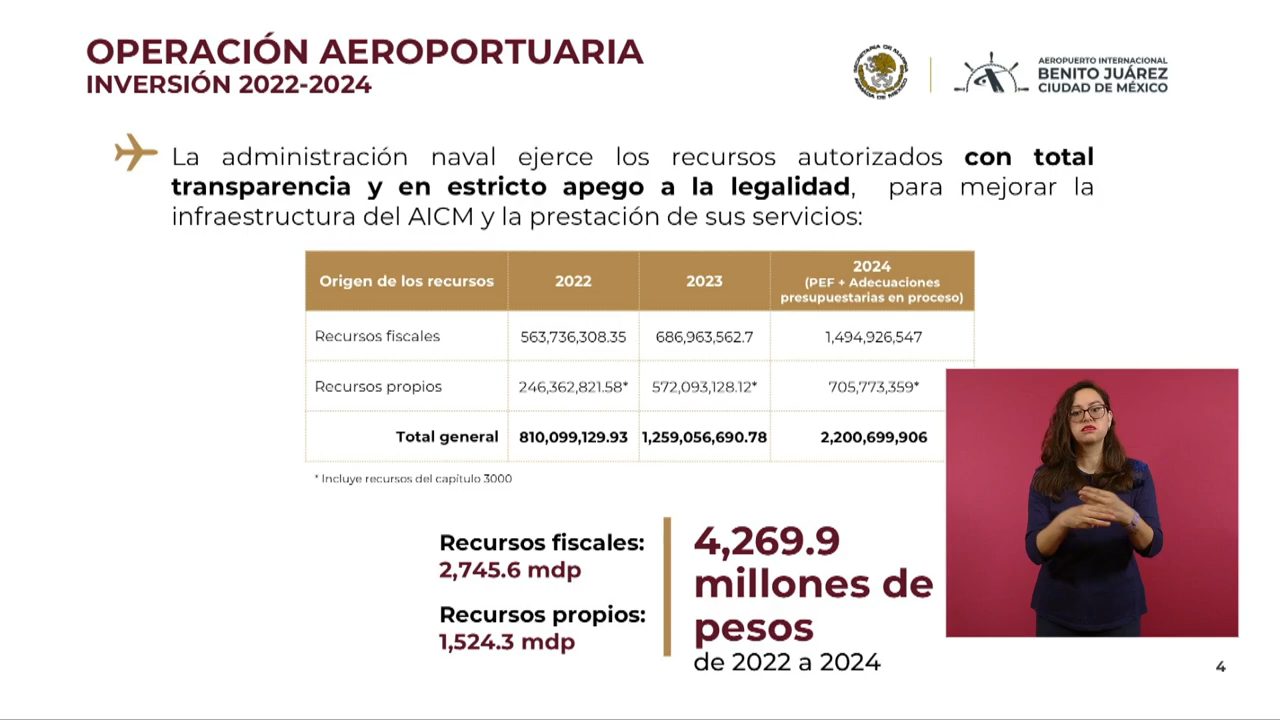 OPERACIÓN AEROPORTUARIA
INVERSIÓN 2022-2024
AEROPUERTO INTERNACIONAL
BENITO JUÁREZ
CIUDAD DE MÉXICO
La administración naval ejerce los recursos autorizados con total
transparencia y en estricto apego a la legalidad, para mejorar la
infraestructura del AICM y la prestación de sus servicios:
Origen de los recursos 2022 2023 2024
(PEF + Adecuaciones
presupuestarias en proceso)
Recursos fiscales 563,736,308.35 686,963,562.7 1,494,926,547
Recursos propios 246,362,821.58* 572,093,128.12* 705,773,359*
Total general 810,099,129.93 1,259,056,690.78 2,200,699,906
* Incluye recursos del capítulo 3000
Recursos fiscales:
2,745.6 mdp
Recursos propios:
1,524.3 mdp
4,269.9
millones de
pesos
de 2022 a 2024
4